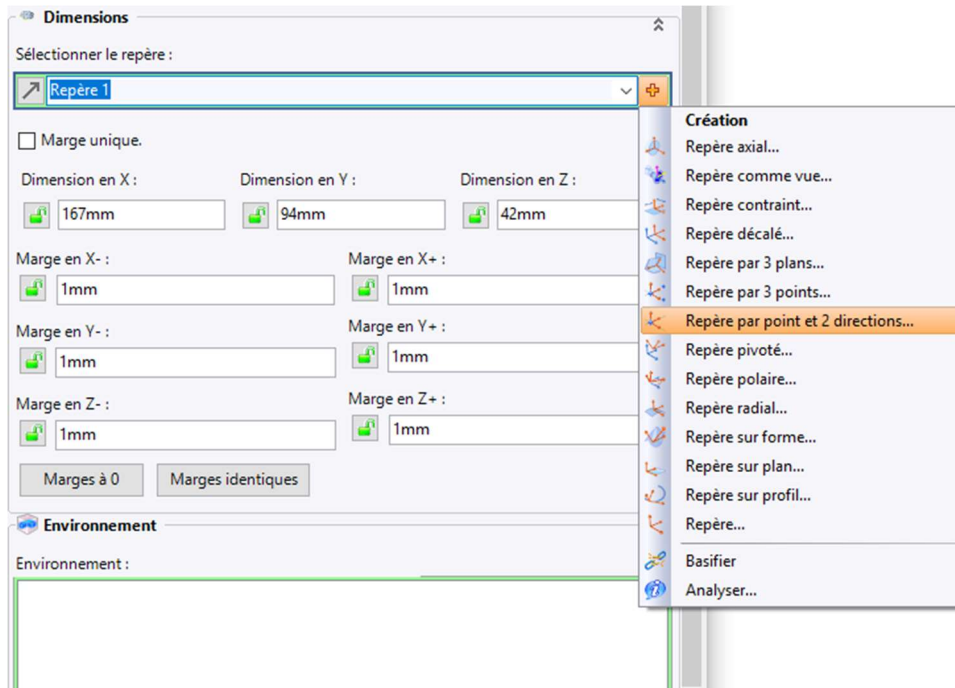 Dimensions
Sélectionner le repère :
Repère 1
Marge unique.
Dimension en X : Dimension en Y : Dimension en Z :
167mm 94mm 42mm
Marge en X- : Marge en X+ :
1mm 1mm
Marge en Y- : Marge en Y+ :
1mm 1mm
Marge en Z- : Marge en Z+ :
1mm 1mm
Marges à 0 Marges identiques
Environnement
Environnement :
Création
Repère axial...
Repère comme vue...
Repère contraint...
Repère décalé...
Repère par 3 plans...
Repère par 3 points...
Repère par point et 2 directions...
Repère pivoté...
Repère polaire...
Repère radial...
Repère sur forme...
Repère sur plan...
Repère sur profil...
Repère...
Basifier
Analyser...